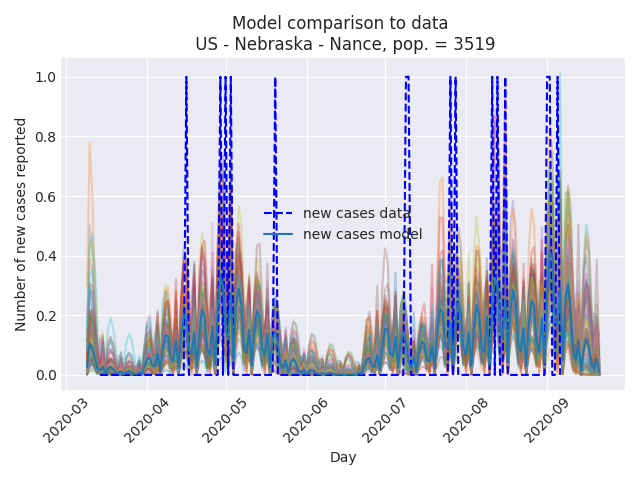 Model comparison to data
US - Nebraska - Nance, pop. = 3519
Number of new cases reported
1.0
0.8
0.6
0.4
0.2
0.0
new cases data
new cases model
2020-03
2020-04
2020-05
2020-06
2020-07
2020-08
2020-09
Day